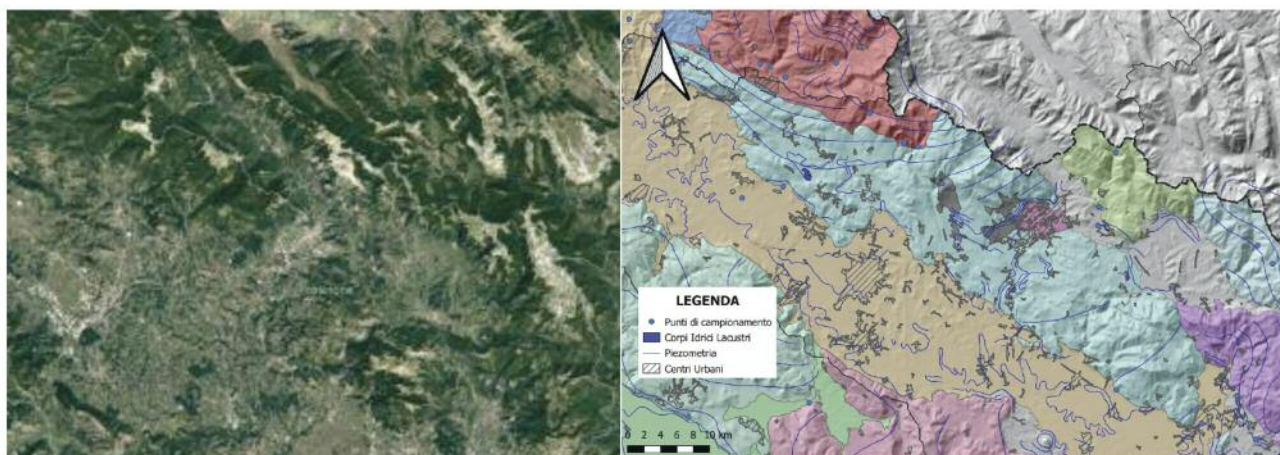 LEGENDA
Punti di campionamento
Corpi Idrici Lacustri
Piezometria
Centri Urbani
0 2 4 6 8 10 km